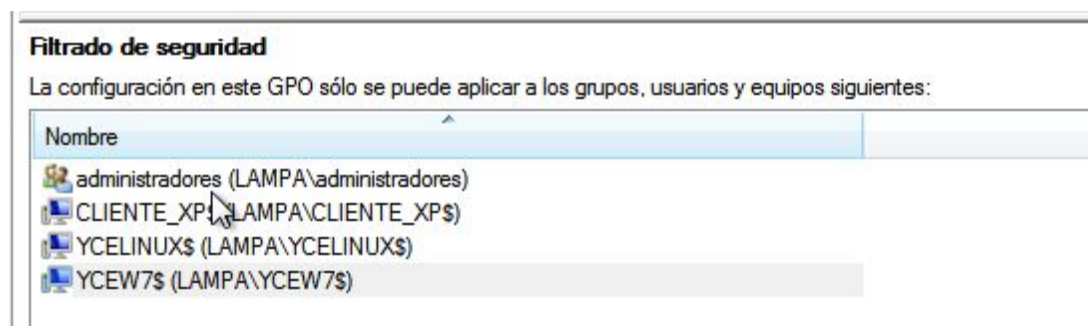 Filtrado de seguridad
La configuración en este GPO sólo se puede aplicar a los grupos, usuarios y equipos siguientes:
Nombre
administradores (LAMPA\administradores)
CLIENTE_XP$ (LAMPA\CLIENTE_XP$)
YCELINUX$ (LAMPA\YCELINUX$)
YCEW7$ (LAMPA\YCEW7$)